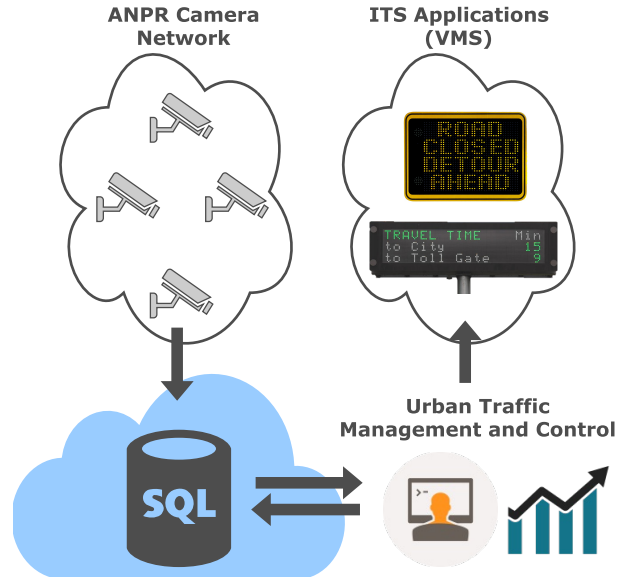 ANPR Camera
Network
ITS Applications
(VMS)
ROAD
CLOSED
DETOUR
AHEAD
TRAVEL TIME Min
to City 15
to Toll Gate 9
Urban Traffic
Management and Control
SQL
>-